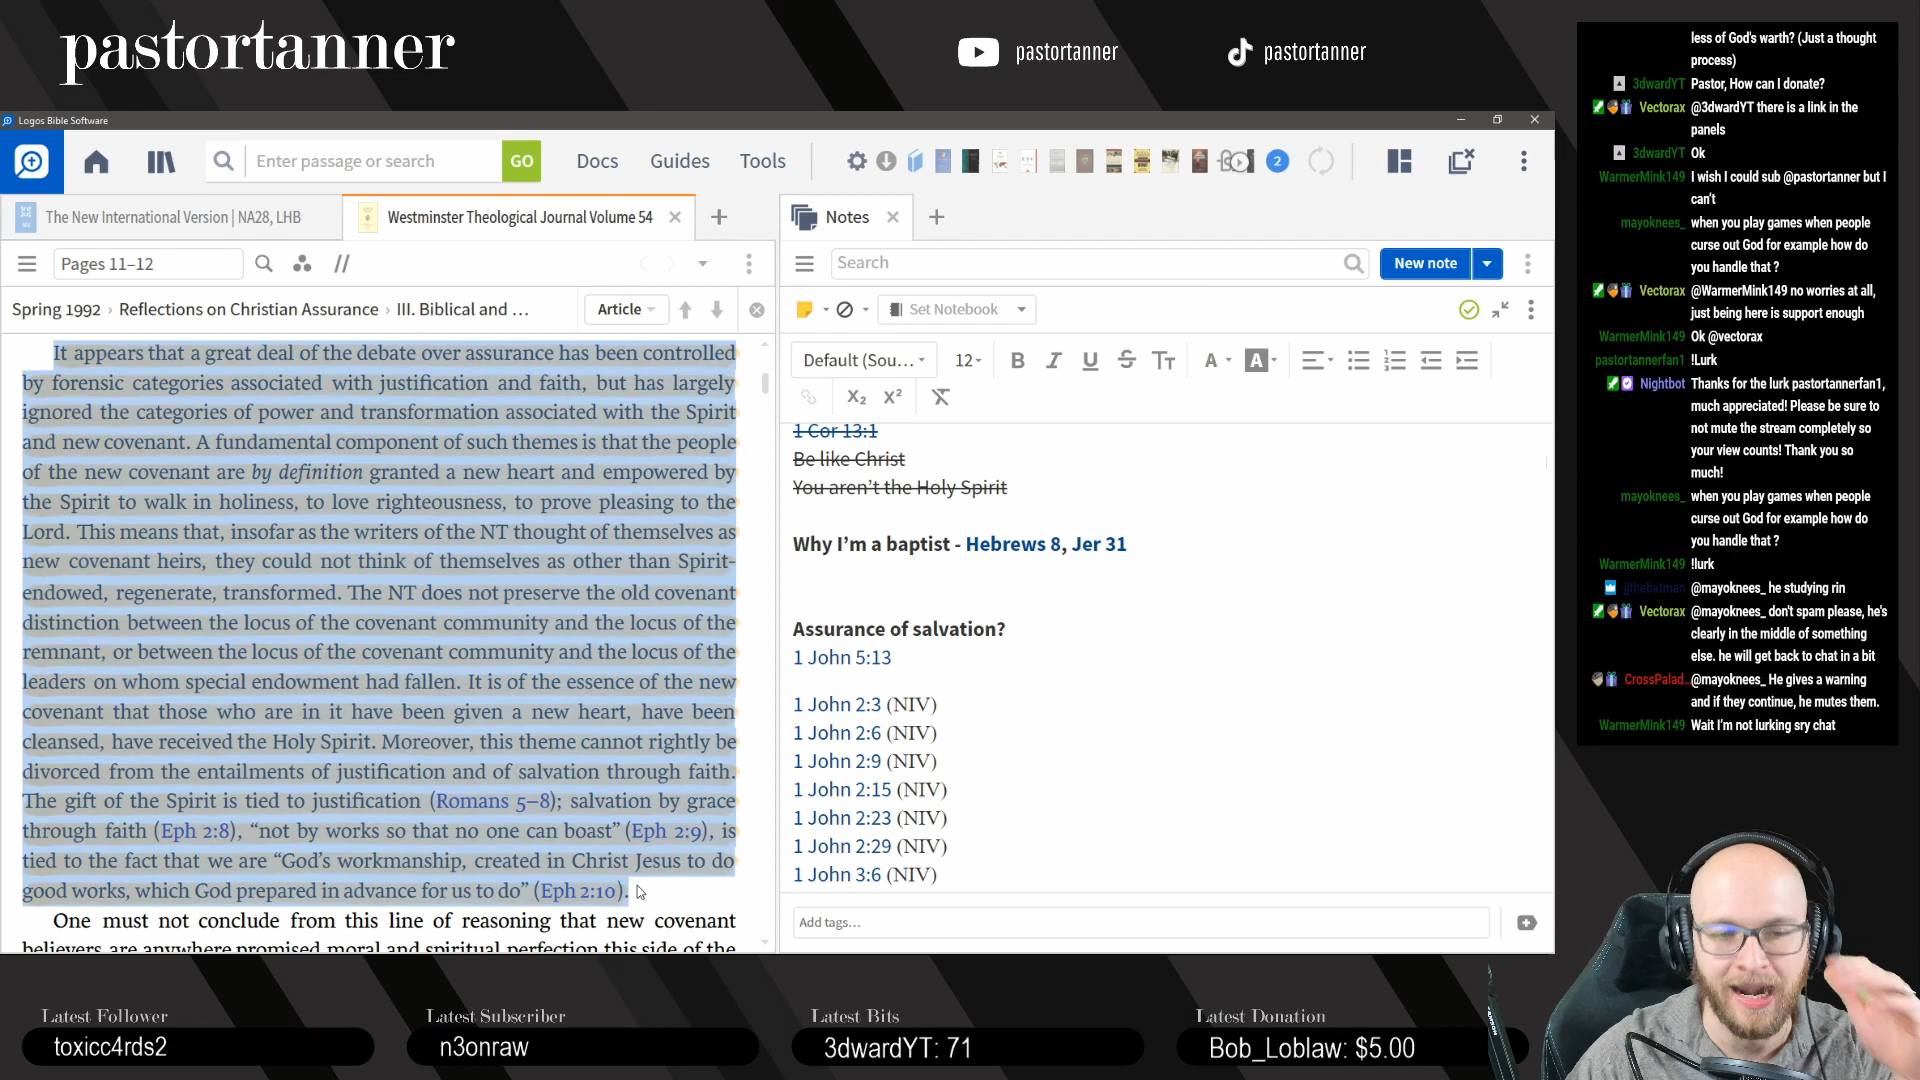 pastortanner
pastortanner
pastortanner
Logos Bible Software
Enter passage or search
GO
Docs
Guides
Tools
2
The New International Version | NA28, LHB
Westminster Theological Journal Volume 54
Pages 11–12
Spring 1992 › Reflections on Christian Assurance › III. Biblical and …
Article
It appears that a great deal of the debate over assurance has been controlled
by forensic categories associated with justification and faith, but has largely
ignored the categories of power and transformation associated with the Spirit
and new covenant. A fundamental component of such themes is that the people
of the new covenant are by definition granted a new heart and empowered by
the Spirit to walk in holiness, to love righteousness, to prove pleasing to the
Lord. This means that, insofar as the writers of the NT thought of themselves as
new covenant heirs, they could not think of themselves as other than Spirit-
endowed, regenerate, transformed. The NT does not preserve the old covenant
distinction between the locus of the covenant community and the locus of the
remnant, or between the locus of the covenant community and the locus of the
leaders on whom special endowment had fallen. It is of the essence of the new
covenant that those who are in it have been given a new heart, have been
cleansed, have received the Holy Spirit. Moreover, this theme cannot rightly be
divorced from the entailments of justification and of salvation through faith.
The gift of the Spirit is tied to justification (Romans 5–8); salvation by grace
through faith (Eph 2:8), “not by works so that no one can boast” (Eph 2:9), is
tied to the fact that we are “God’s workmanship, created in Christ Jesus to do
good works, which God prepared in advance for us to do” (Eph 2:10).
One must not conclude from this line of reasoning that new covenant
believers are anywhere promised moral and spiritual perfection this side of the
Notes
Search
New note
Set Notebook
Default (Sou…
12
1 Cor 13:1
Be like Christ
You aren’t the Holy Spirit
Why I’m a baptist - Hebrews 8, Jer 31
Assurance of salvation?
1 John 5:13
1 John 2:3 (NIV)
1 John 2:6 (NIV)
1 John 2:9 (NIV)
1 John 2:15 (NIV)
1 John 2:23 (NIV)
1 John 2:29 (NIV)
1 John 3:6 (NIV)
Add tags…
less of God's worth? (Just a thought
process)
3dwardYT Pastor, How can I donate?
Vectorax @3dwardYT there is a link in the
panels
3dwardYT Ok
WarmerMink149 I wish I could sub @pastortanner but I
can't
mayoknees_ when you play games when people
curse out God for example how do
you handle that ?
Vectorax @WarmerMink149 no worries at all,
just being here is support enough
WarmerMink149 Ok @vectorax
pastortannerfan1 !Lurk
Nightbot Thanks for the lurk pastortannerfan1,
much appreciated! Please be sure to
not mute the stream completely so
your view counts! Thank you so
much!
mayoknees_ when you play games when people
curse out God for example how do
you handle that ?
WarmerMink149 !lurk
jjthebatman @mayoknees_ he studying rin
Vectorax @mayoknees_ don't spam please, he's
clearly in the middle of something
else. he will get back to chat in a bit
CrossPalad… @mayoknees_ He gives a warning
and if they continue, he mutes them.
WarmerMink149 Wait I'm not lurking sry chat
Latest Follower
toxicc4rds2
Latest Subscriber
n3onraw
Latest Bits
3dwardYT: 71
Latest Donation
Bob_Loblaw: $5.00